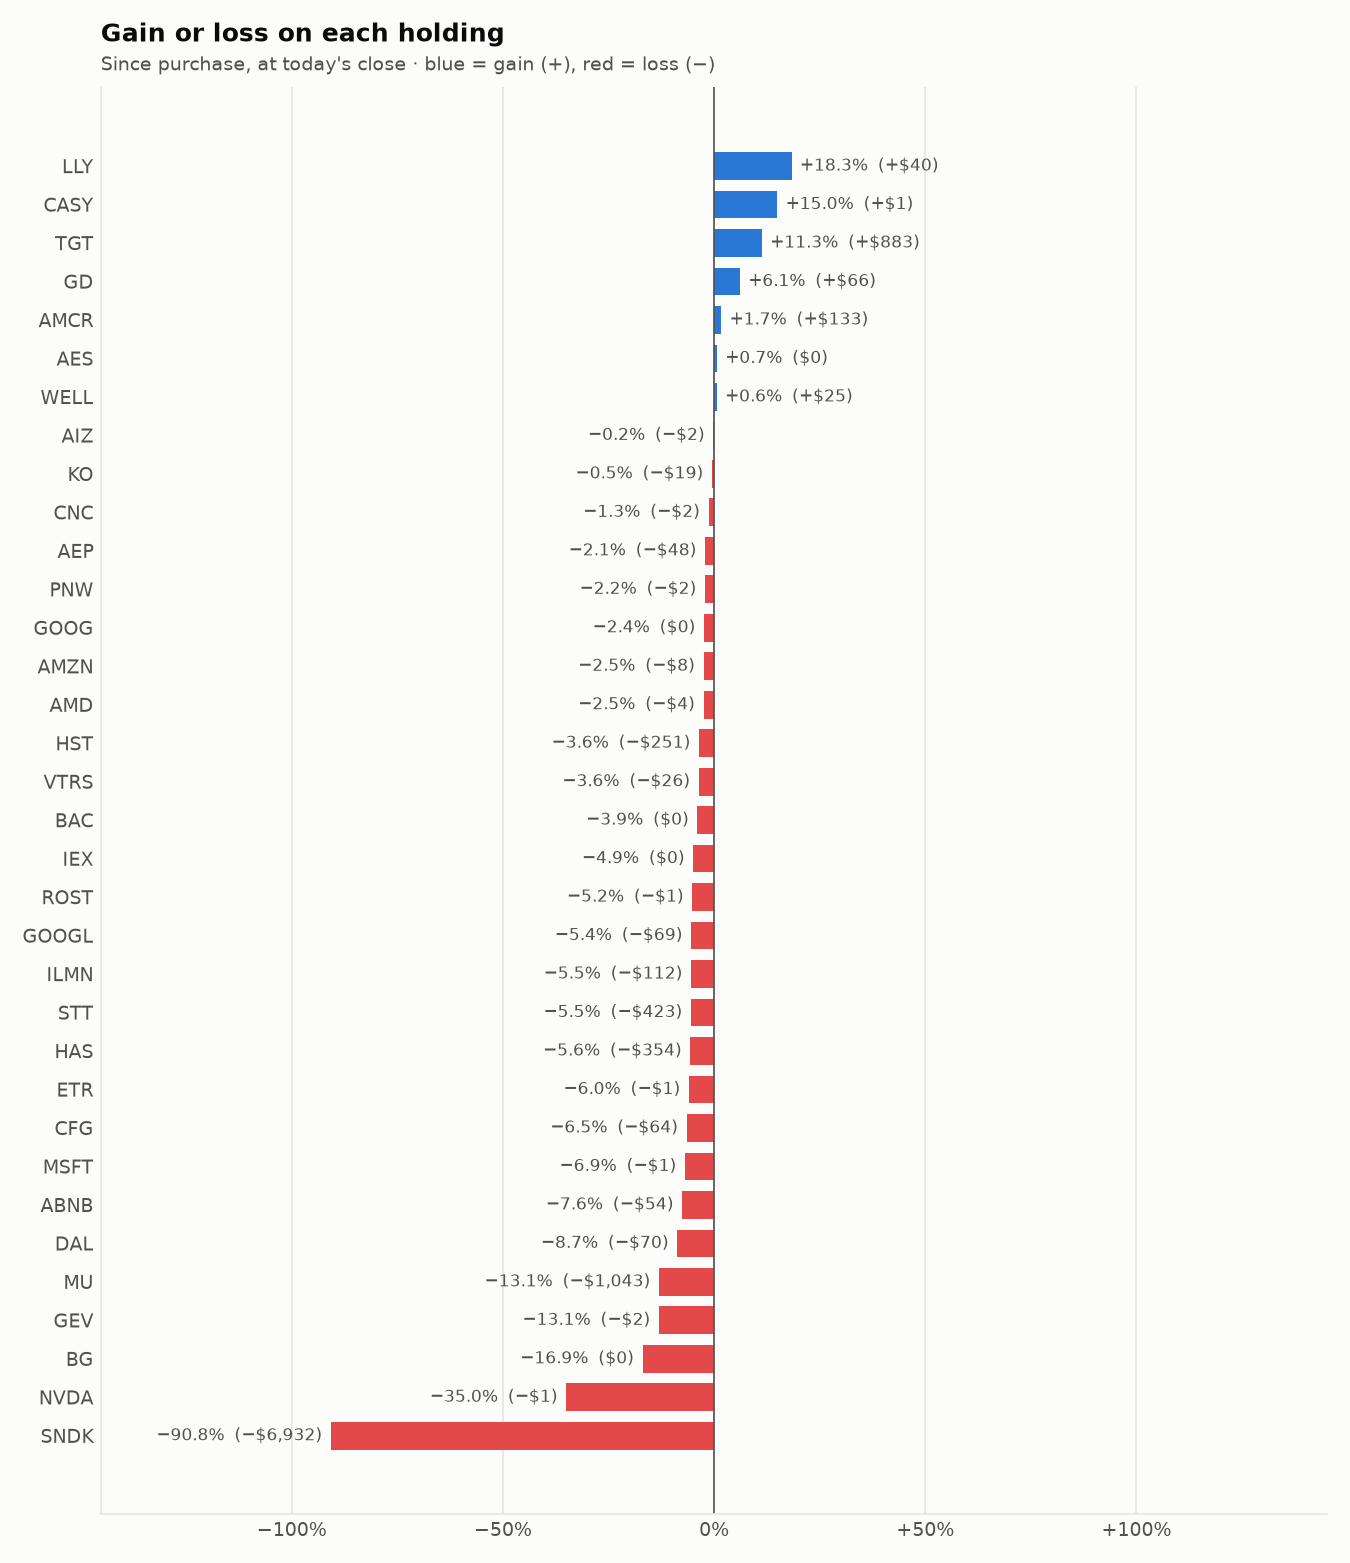 Gain or loss on each holding
Since purchase, at today's close · blue = gain (+), red = loss (−)
LLY +18.3% (+$40)
CASY +15.0% (+$1)
TGT +11.3% (+$883)
GD +6.1% (+$66)
AMCR +1.7% (+$133)
AES +0.7% ($0)
WELL +0.6% (+$25)
AIZ −0.2% (−$2)
KO −0.5% (−$19)
CNC −1.3% (−$2)
AEP −2.1% (−$48)
PNW −2.2% (−$2)
GOOG −2.4% ($0)
AMZN −2.5% (−$8)
AMD −2.5% (−$4)
HST −3.6% (−$251)
VTRS −3.6% (−$26)
BAC −3.9% ($0)
IEX −4.9% ($0)
ROST −5.2% (−$1)
GOOGL −5.4% (−$69)
ILMN −5.5% (−$112)
STT −5.5% (−$423)
HAS −5.6% (−$354)
ETR −6.0% (−$1)
CFG −6.5% (−$64)
MSFT −6.9% (−$1)
ABNB −7.6% (−$54)
DAL −8.7% (−$70)
MU −13.1% (−$1,043)
GEV −13.1% (−$2)
BG −16.9% ($0)
NVDA −35.0% (−$1)
SNDK −90.8% (−$6,932)
−100% −50% 0% +50% +100%